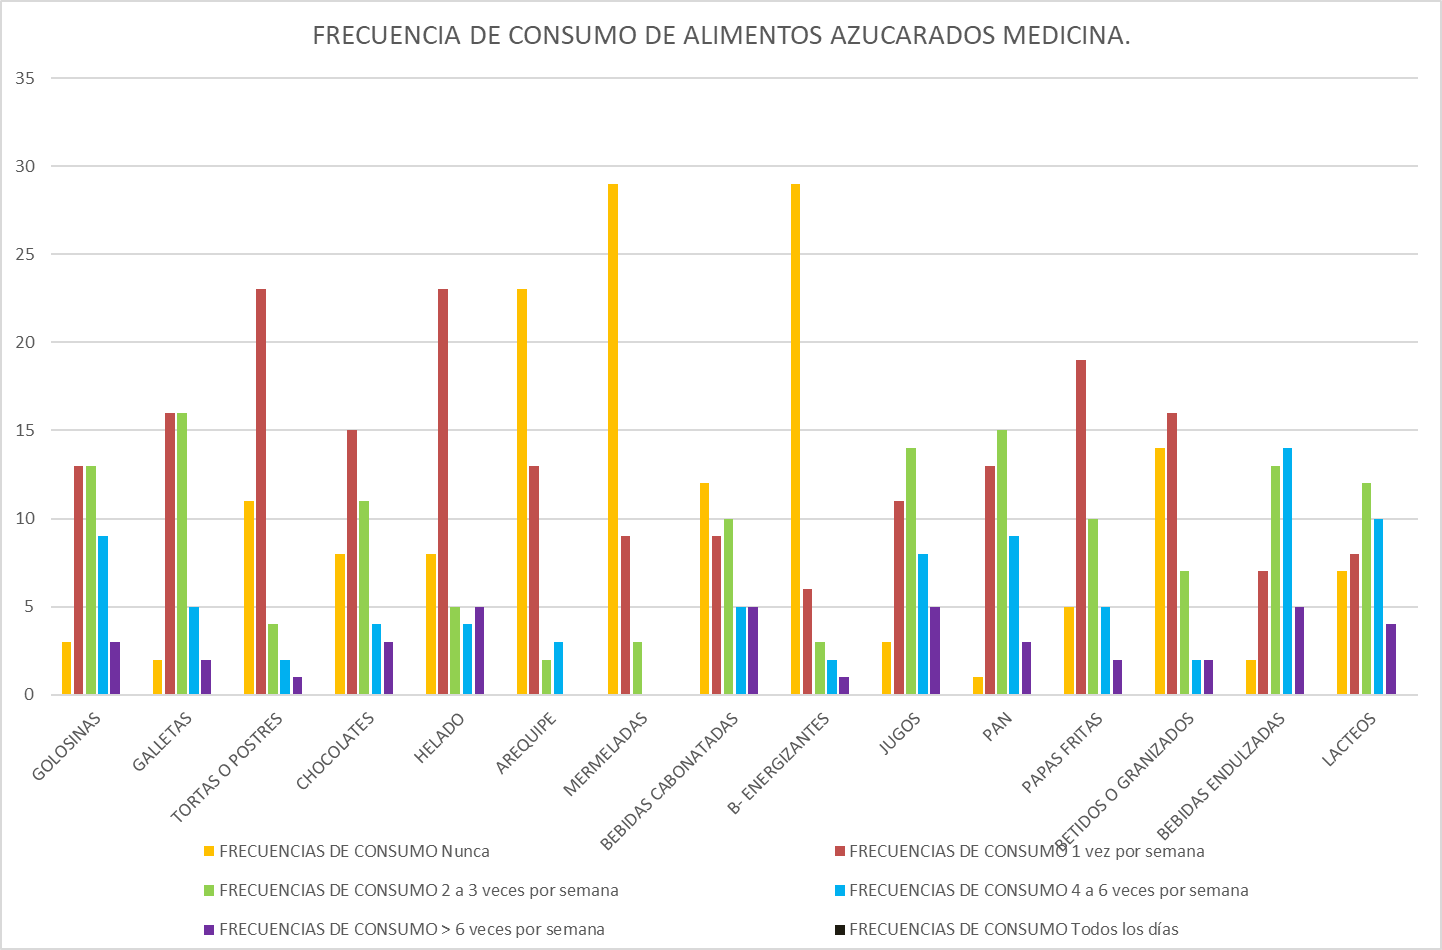 FRECUENCIA DE CONSUMO DE ALIMENTOS AZUCARADOS MEDICINA.
35
30
25
20
15
10
5
0
GOLOSINAS
GALLETAS
TORTAS O POSTRES
CHOCOLATES
HELADO
AREQUIPE
MERMELADAS
BEBIDAS CABONATADAS
B- ENERGIZANTES
JUGOS
PAN
PAPAS FRITAS
BETIDOS O GRANIZADOS
BEBIDAS ENDULZADAS
LACTEOS
FRECUENCIAS DE CONSUMO Nunca
FRECUENCIAS DE CONSUMO 1 vez por semana
FRECUENCIAS DE CONSUMO 2 a 3 veces por semana
FRECUENCIAS DE CONSUMO 4 a 6 veces por semana
FRECUENCIAS DE CONSUMO > 6 veces por semana
FRECUENCIAS DE CONSUMO Todos los días